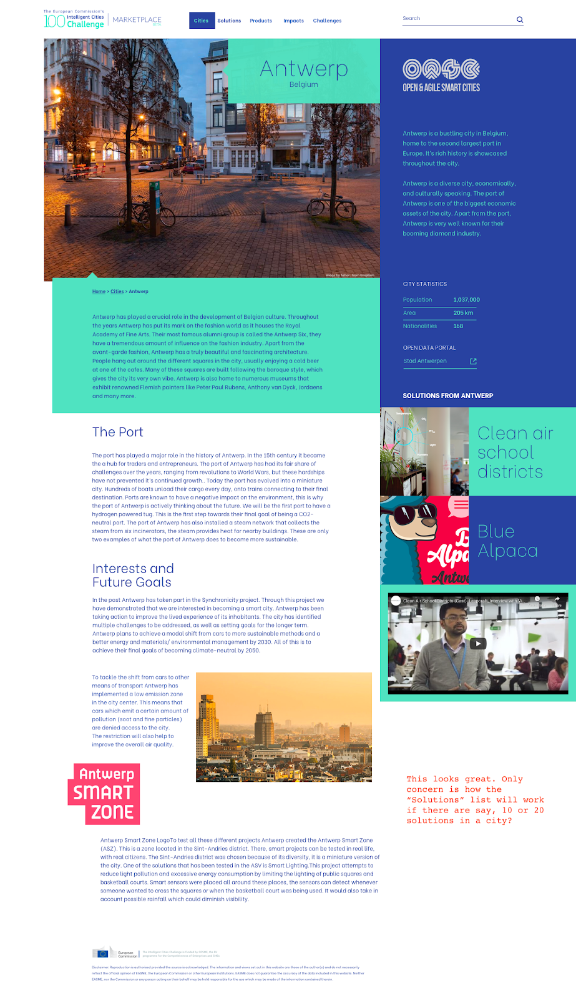 The European Commission's
100 Intelligent Cities
Challenge
MARKETPLACE
BETA
Cities
Solutions
Products
Impacts
Challenges
Search
Antwerp
Belgium
OPEN & AGILE SMART CITIES
Antwerp is a bustling city in Belgium,
home to the second largest port in
Europe. It's rich history is showcased
throughout the city.
Antwerp is a diverse city, economically,
and culturally speaking. The port of
Antwerp is one of the biggest economic
assets of the city. Apart from the port,
Antwerp is very well known for their
booming diamond industry.
Image by Azhar J from Unsplash
CITY STATISTICS
Population 1,037,000
Area 205 km
Nationalities 168
OPEN DATA PORTAL
Stad Antwerpen
SOLUTIONS FROM ANTWERP
Home > Cities > Antwerp
Antwerp has played a crucial role in the development of Belgian culture. Throughout
the years Antwerp has put its mark on the fashion world as it houses the Royal
Academy of Fine Arts. Their most famous alumni group is called the Antwerp Six, they
have a tremendous amount of influence on the fashion industry. Apart from the
avant-garde fashion, Antwerp has a truly beautiful and fascinating architecture.
People hang out around the different squares in the city, usually enjoying a cold beer
at one of the cafes. Many of these squares are built following the baroque style, which
gives the city its very own vibe. Antwerp is also home to numerous museums that
exhibit renowned Flemish painters like Peter Paul Rubens, Anthony van Dyck, Jordaens
and many more.
Temperature
CO₂
Light
Humidity
Clean air
school
districts
Blue
Alpaca
Clean Air School Districts (Cast)-Leapcraft_Interview with Vi...
The Port
The port has played a major role in the history of Antwerp. In the 15th century it became
the a hub for traders and entrepreneurs. The port of Antwerp has had its fair share of
challenges over the years, ranging from revolutions to World Wars, but these hardships
have not prevented it's continued growth.. Today the port has evolved into a miniature
city. Hundreds of boats unload their cargo every day, onto trains connecting to their final
destination. Ports are known to have a negative impact on the environment, this is why
the port of Antwerp is actively thinking about the future. We will be the first port to have a
hydrogen powered tug. This is the first step towards their final goal of being a CO2-
neutral port. The port of Antwerp has also installed a steam network that collects the
steam from six incinerators, the steam provides heat for nearby buildings. These are only
two examples of what the port of Antwerp does to become more sustainable.
Interests and
Future Goals
In the past Antwerp has taken part in the Synchronicity project. Through this project we
have demonstrated that we are interested in becoming a smart city. Antwerp has been
taking action to improve the lived experience of its inhabitants. The city has identified
multiple challenges to be addressed, as well as setting goals for the longer term.
Antwerp plans to achieve a modal shift from cars to more sustainable methods and a
better energy and materials/ environmental management by 2030. All of this is to
achieve their final goals of becoming climate-neutral by 2050.
To tackle the shift from cars to other
means of transport Antwerp has
implemented a low emission zone
in the city center. This means that
cars which emit a certain amount of
pollution (soot and fine particles)
are denied access to the city.
The restriction will also help to
improve the overall air quality.
Antwerp
SMART
ZONE
This looks great. Only
concern is how the
“Solutions” list will work
if there are say, 10 or 20
solutions in a city?
Antwerp Smart Zone LogoTo test all these different projects Antwerp created the Antwerp Smart Zone
(ASZ). This is a zone located in the Sint-Andries district. There, smart projects can be tested in real life,
with real citizens. The Sint-Andries district was chosen because of its diversity, it is a miniature version of
the city. One of the solutions that has been tested in the ASV is Smart Lighting.This project attempts to
reduce light pollution and excessive energy consumption by limiting the lighting of public squares and
basketball courts. Smart sensors were placed all around these places, the sensors can detect whenever
someone wanted to cross the squares or when the basketball court was being used. It would also take in
account possible rainfall which could diminish visibility.
European
Commission
The Intelligent Cities Challenge is funded by COSME, the EU
programme for the Competitiveness of Enterprises and SMEs
Disclaimer: Reproduction is authorised provided the source is acknowledged. The information and views set out in this website are those of the author(s) and do not necessarily
reflect the official opinion of EASME, the European Commission or other European Institutions. EASME does not guarantee the accuracy of the data included in this website. Neither
EASME, nor the Commission or any person acting on their behalf may be held responsible for the use which may be made of the information contained therein.